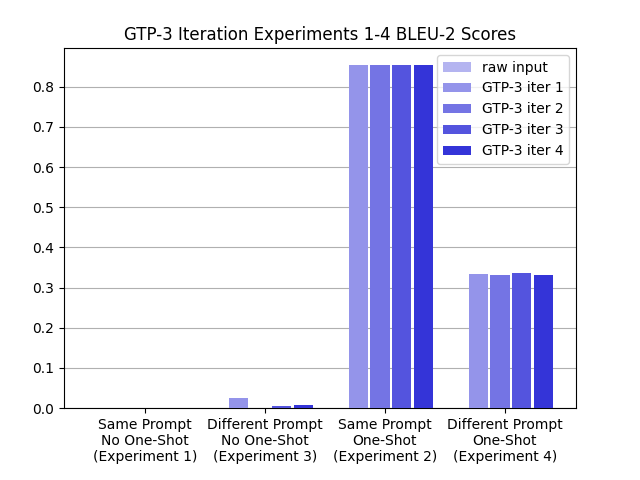 GTP-3 Iteration Experiments 1-4 BLEU-2 Scores
raw input
GTP-3 iter 1
GTP-3 iter 2
GTP-3 iter 3
GTP-3 iter 4
0.8
0.7
0.6
0.5
0.4
0.3
0.2
0.1
0.0
Same Prompt
No One-Shot
(Experiment 1)
Different Prompt
No One-Shot
(Experiment 3)
Same Prompt
One-Shot
(Experiment 2)
Different Prompt
One-Shot
(Experiment 4)